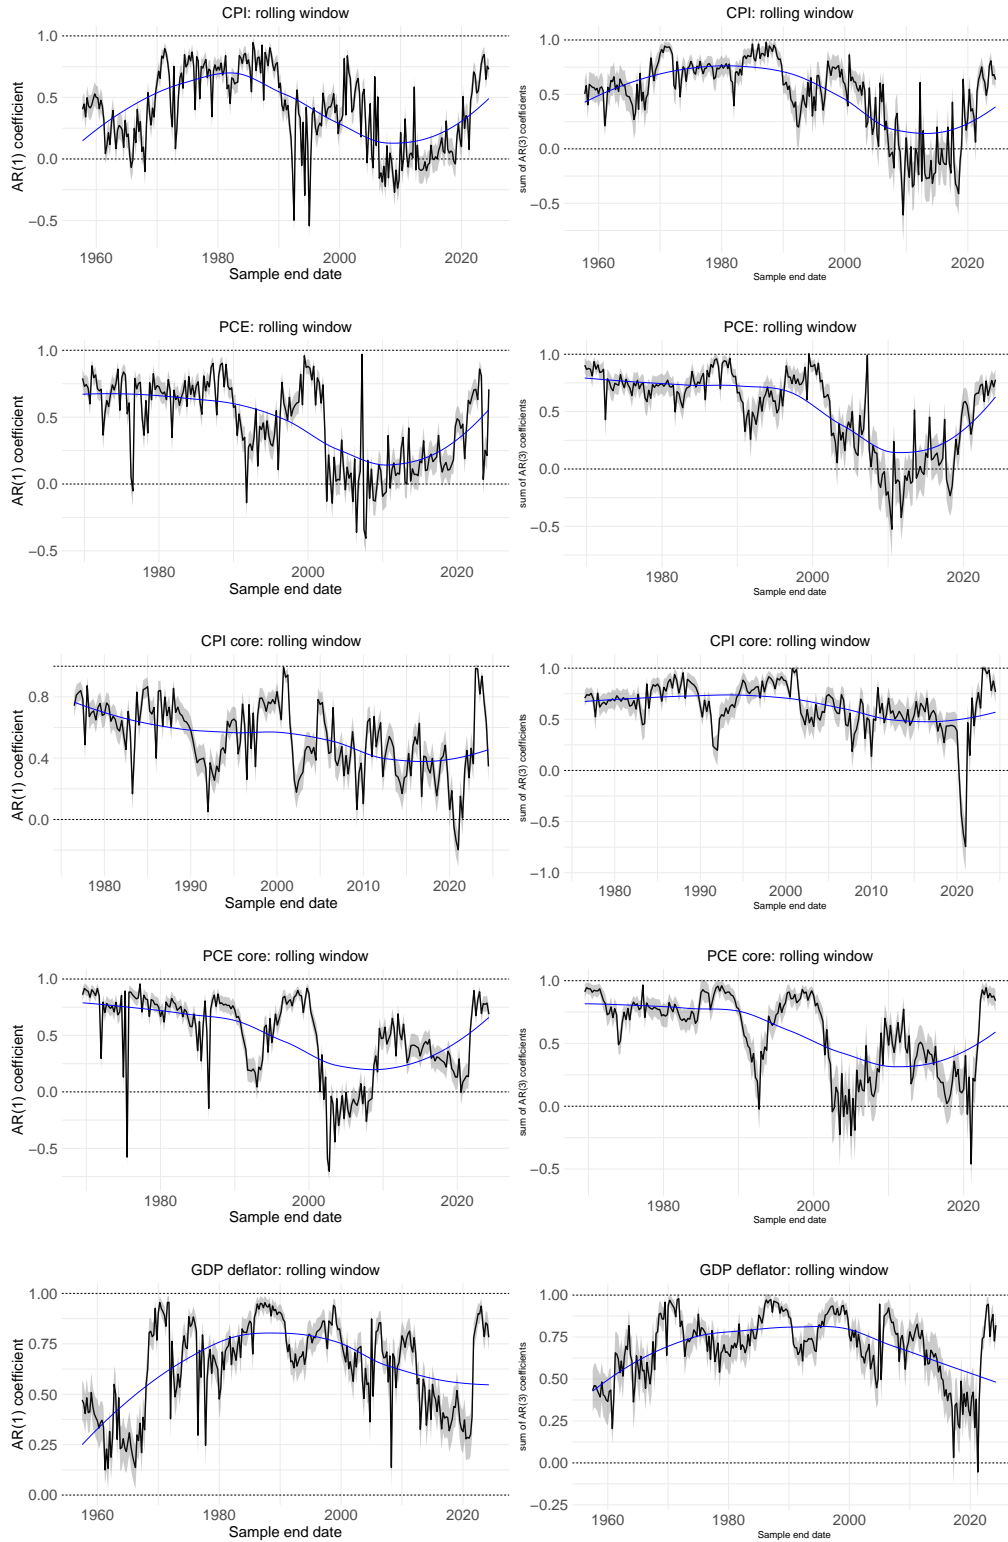 CPI: rolling window
AR(1) coefficient
1.0
0.5
0.0
−0.5
1960 1980 2000 2020
Sample end date
CPI: rolling window
sum of AR(3) coefficients
1.0
0.5
0.0
−0.5
1960 1980 2000 2020
Sample end date
PCE: rolling window
AR(1) coefficient
1.0
0.5
0.0
−0.5
1980 2000 2020
Sample end date
PCE: rolling window
sum of AR(3) coefficients
1.0
0.5
0.0
−0.5
1980 2000 2020
Sample end date
CPI core: rolling window
AR(1) coefficient
0.8
0.4
0.0
1980 1990 2000 2010 2020
Sample end date
CPI core: rolling window
sum of AR(3) coefficients
1.0
0.5
0.0
−0.5
−1.0
1980 1990 2000 2010 2020
Sample end date
PCE core: rolling window
AR(1) coefficient
1.0
0.5
0.0
−0.5
1980 2000 2020
Sample end date
PCE core: rolling window
sum of AR(3) coefficients
1.0
0.5
0.0
−0.5
1980 2000 2020
Sample end date
GDP deflator: rolling window
AR(1) coefficient
1.00
0.75
0.50
0.25
0.00
1960 1980 2000 2020
Sample end date
GDP deflator: rolling window
sum of AR(3) coefficients
1.00
0.75
0.50
0.25
0.00
−0.25
1960 1980 2000 2020
Sample end date